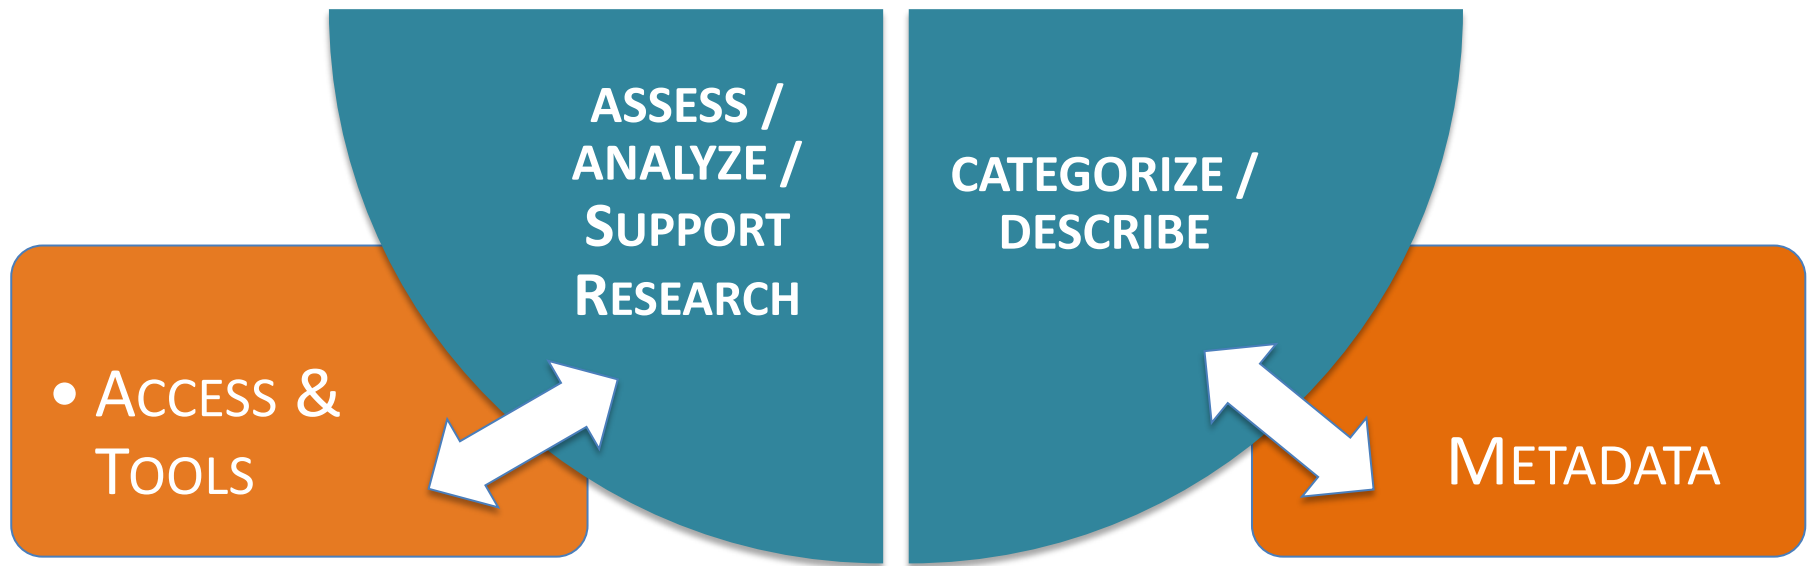 ASSESS /
ANALYZE /
SUPPORT
RESEARCH
CATEGORIZE /
DESCRIBE
• ACCESS &
TOOLS
METADATA